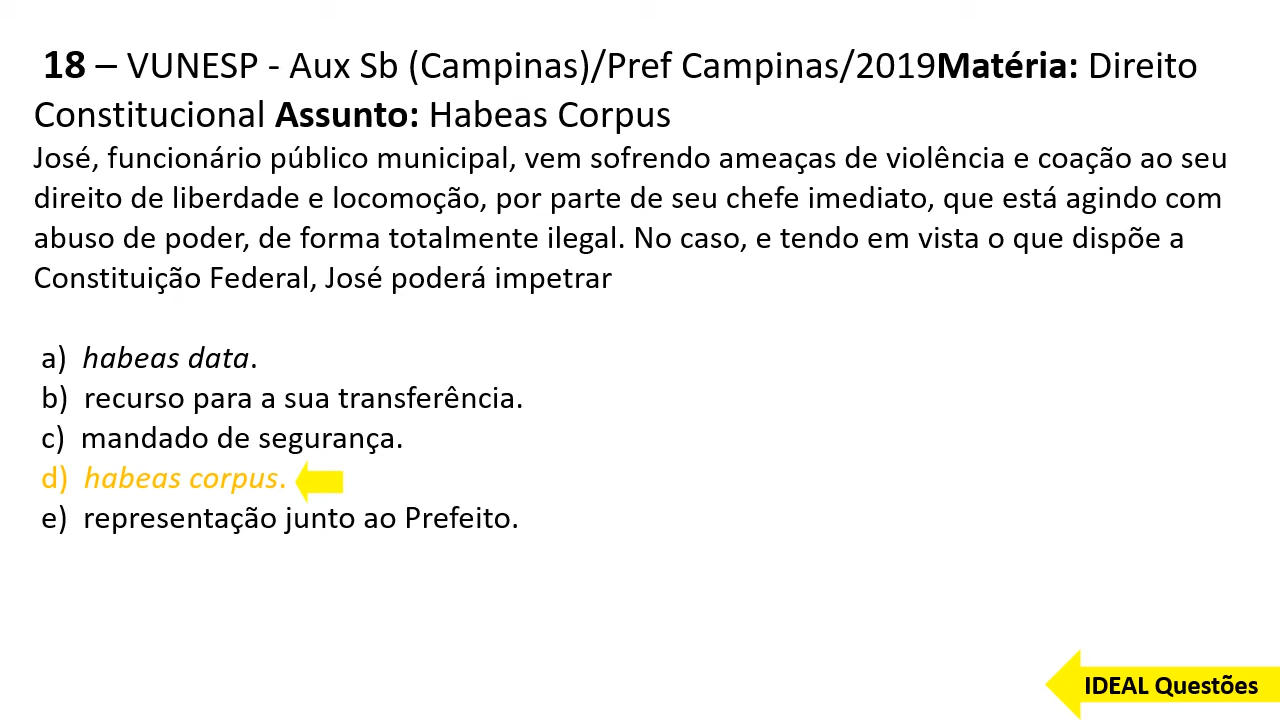 18 – VUNESP - Aux Sb (Campinas)/Pref Campinas/2019Matéria: Direito
Constitucional Assunto: Habeas Corpus
José, funcionário público municipal, vem sofrendo ameaças de violência e coação ao seu
direito de liberdade e locomoção, por parte de seu chefe imediato, que está agindo com
abuso de poder, de forma totalmente ilegal. No caso, e tendo em vista o que dispõe a
Constituição Federal, José poderá impetrar
a) habeas data.
b) recurso para a sua transferência.
c) mandado de segurança.
d) habeas corpus.
e) representação junto ao Prefeito.
IDEAL Questões